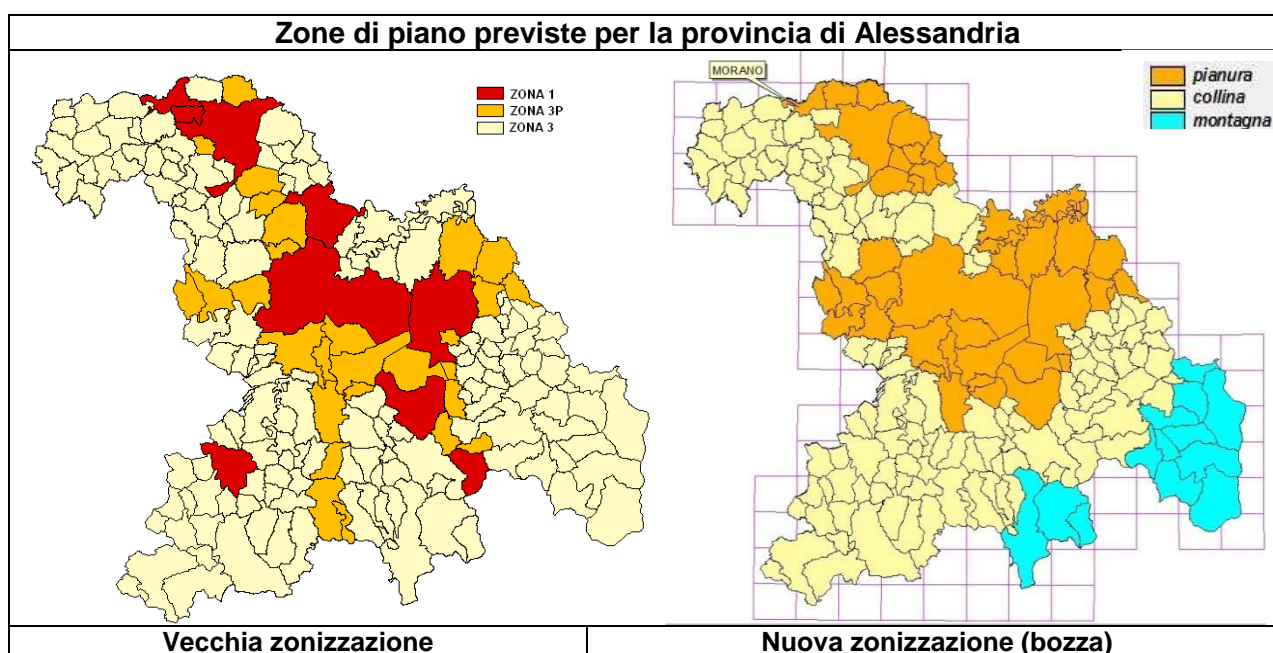 Zone di piano previste per la provincia di Alessandria
ZONA 1
ZONA 3P
ZONA 3
MORANO
pianura
collina
montagna
Vecchia zonizzazione
Nuova zonizzazione (bozza)